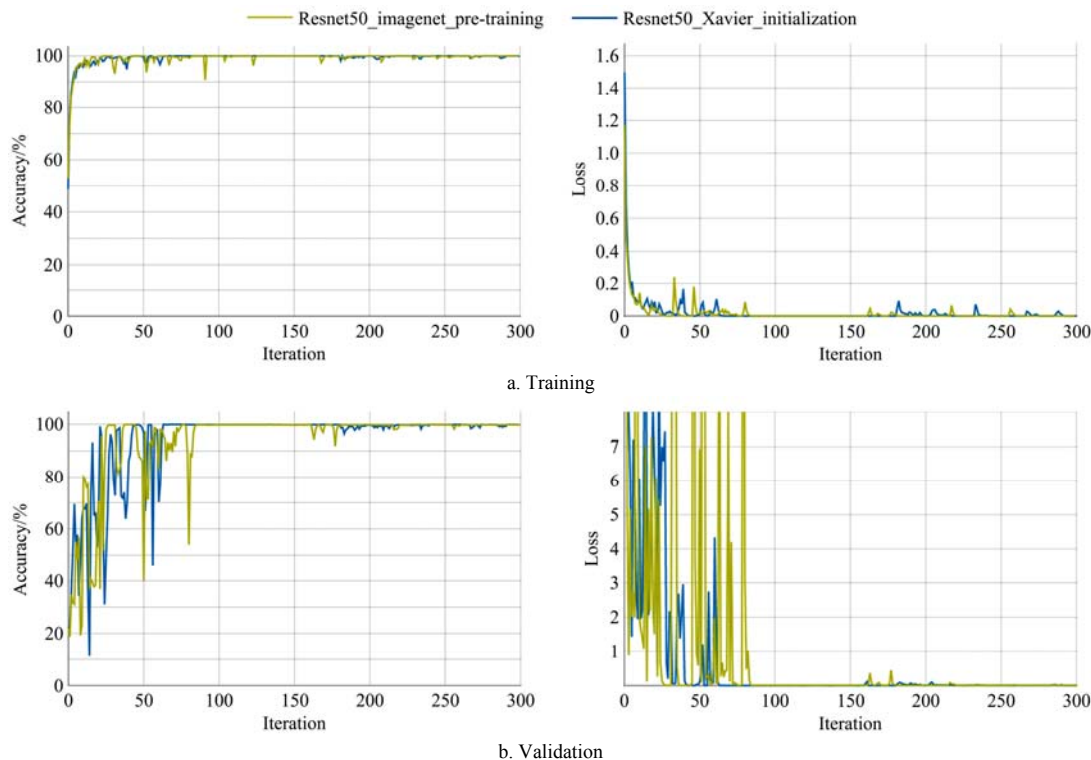 Resnet50_imagenet_pre-training Resnet50_Xavier_initialization
Accuracy/%
100
80
60
40
20
0
0 50 100 150 200 250 300
Iteration
Loss
1.6
1.4
1.2
1.0
0.8
0.6
0.4
0.2
0
0 50 100 150 200 250 300
Iteration
a. Training
Accuracy/%
100
80
60
40
20
0
0 50 100 150 200 250 300
Iteration
Loss
7
6
5
4
3
2
1
0 50 100 150 200 250 300
Iteration
b. Validation